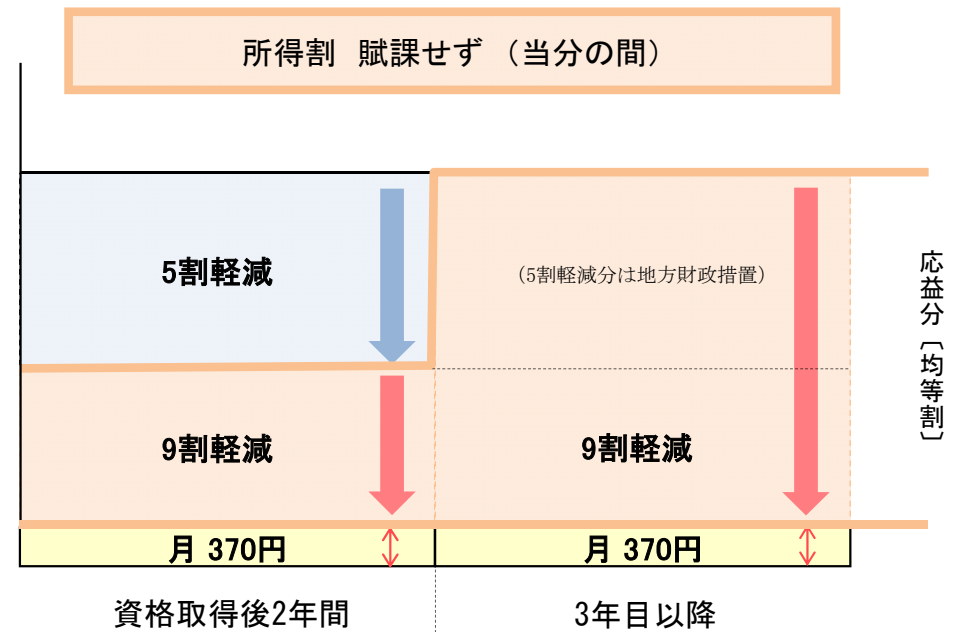 所得割 賦課せず （当分の間）
5割軽減
（5割軽減分は地方財政措置）
9割軽減
9割軽減
応益分〔均等割〕
月 370円
月 370円
資格取得後2年間
3年目以降